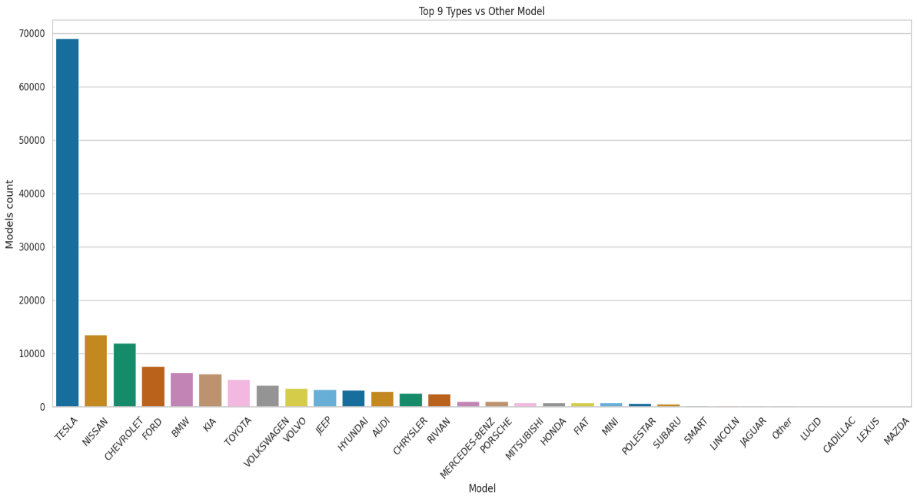 Top 9 Types vs Other Model
Models count
70000
60000
50000
40000
30000
20000
10000
0
TESLA
NISSAN
CHEVROLET
FORD
BMW
KIA
TOYOTA
VOLKSWAGEN
VOLVO
JEEP
HYUNDAI
AUDI
CHRYSLER
RIVIAN
MERCEDES-BENZ
PORSCHE
MITSUBISHI
HONDA
FIAT
MINI
POLESTAR
SUBARU
SMART
LINCOLN
JAGUAR
Other
LUCID
CADILLAC
LEXUS
MAZDA
Model